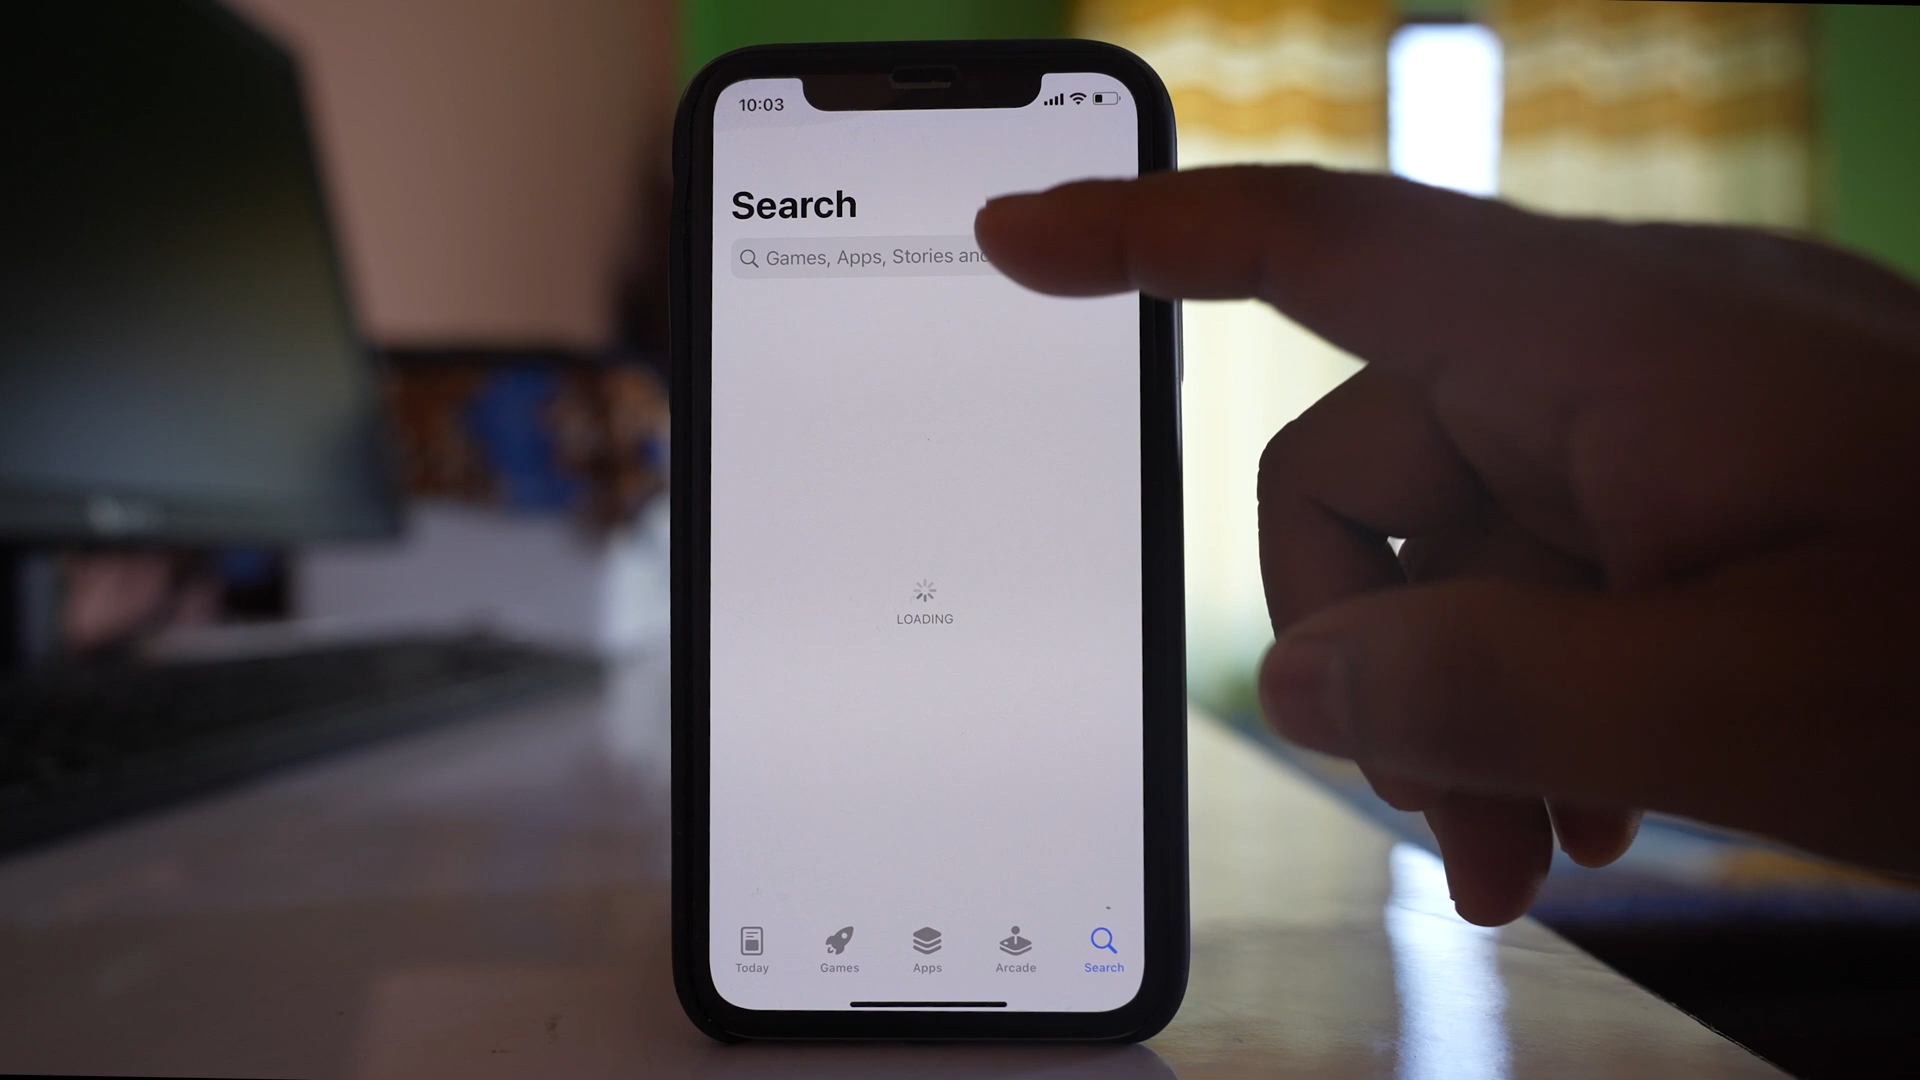 10:03
Search
Games, Apps, Stories and
LOADING
Today
Games
Apps
Arcade
Search